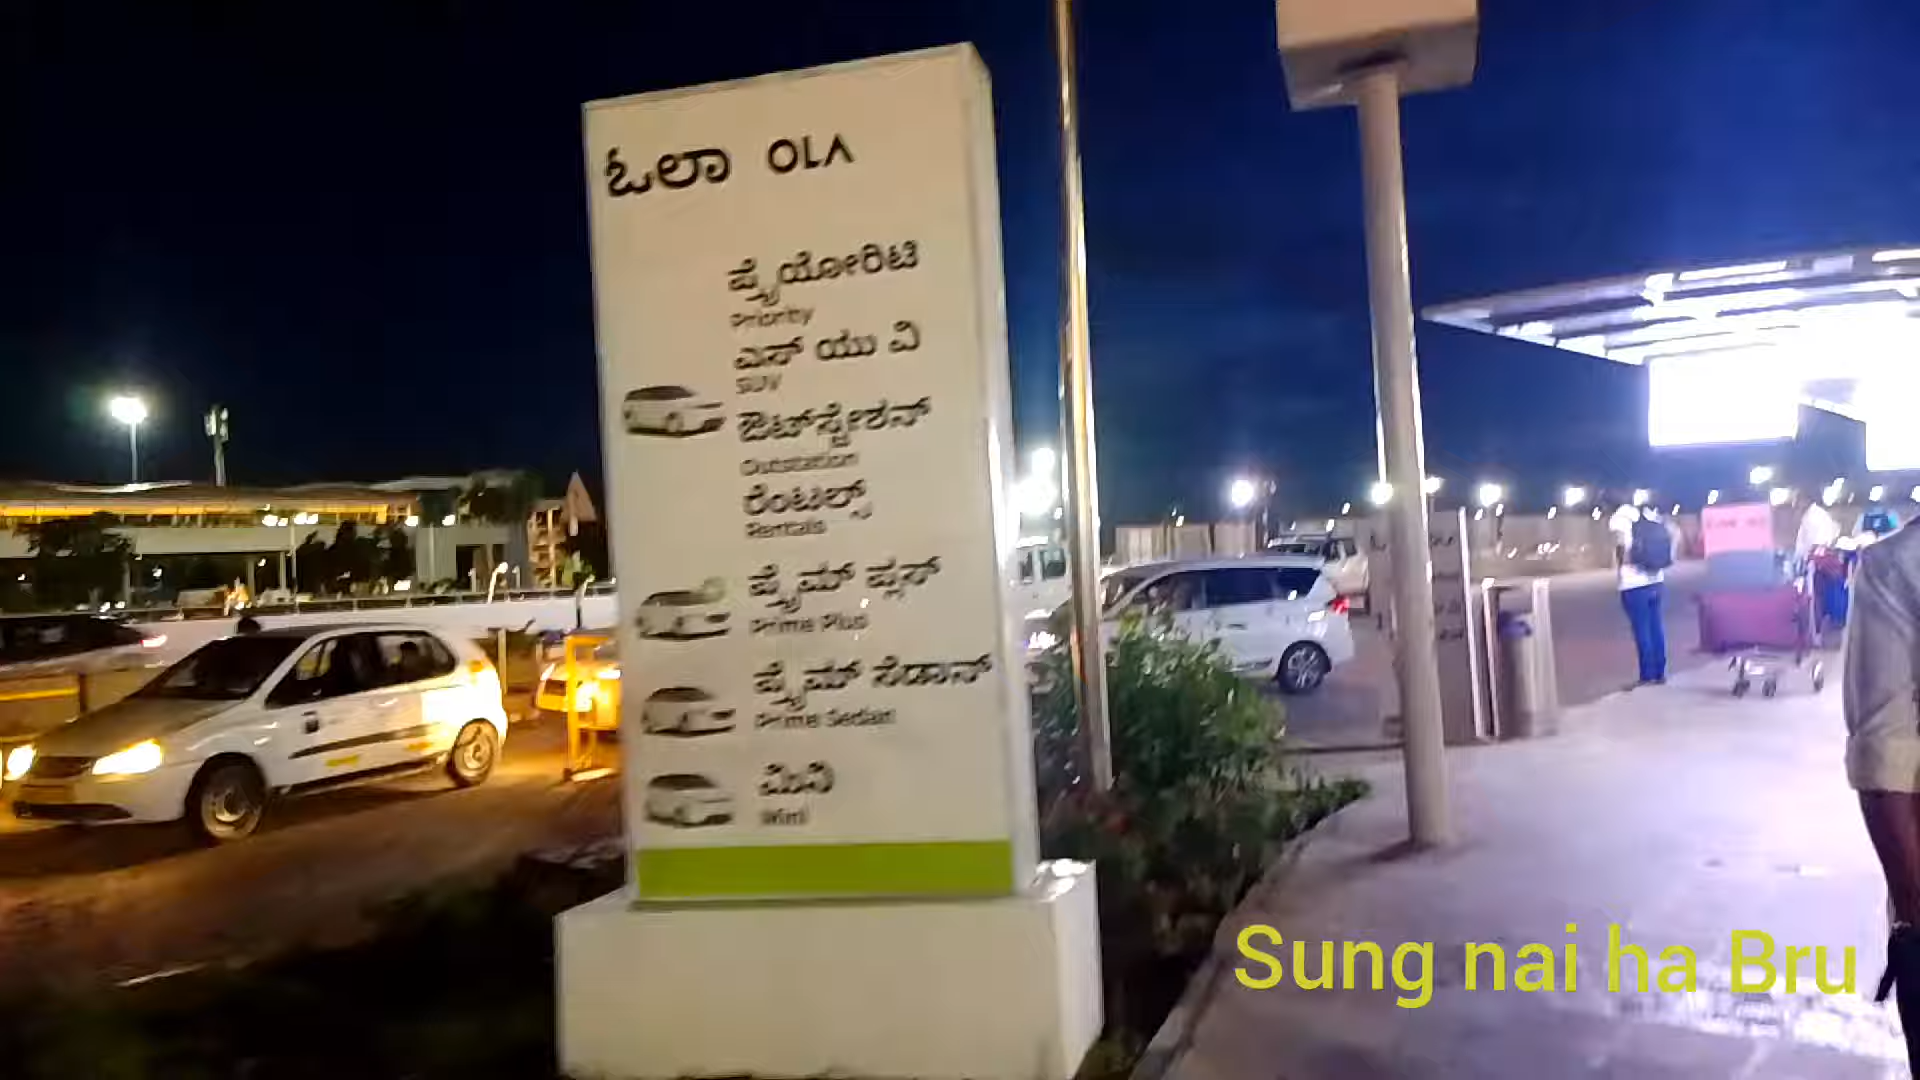 ಓಲಾ OLA
ಪ್ರೈಯೋರಿಟಿ
Priority
ಎಸ್ ಯು ವಿ
SUV
ಔಟ್‌ಸ್ಟೇಶನ್
Outstation
ರೆಂಟಲ್ಸ್
Rentals
ಪ್ರೈಮ್ ಪ್ಲಸ್
Prime Plus
ಪ್ರೈಮ್ ಸೆಡಾನ್
Prime Sedan
ಮಿನಿ
Mini
Sung nai ha Bru